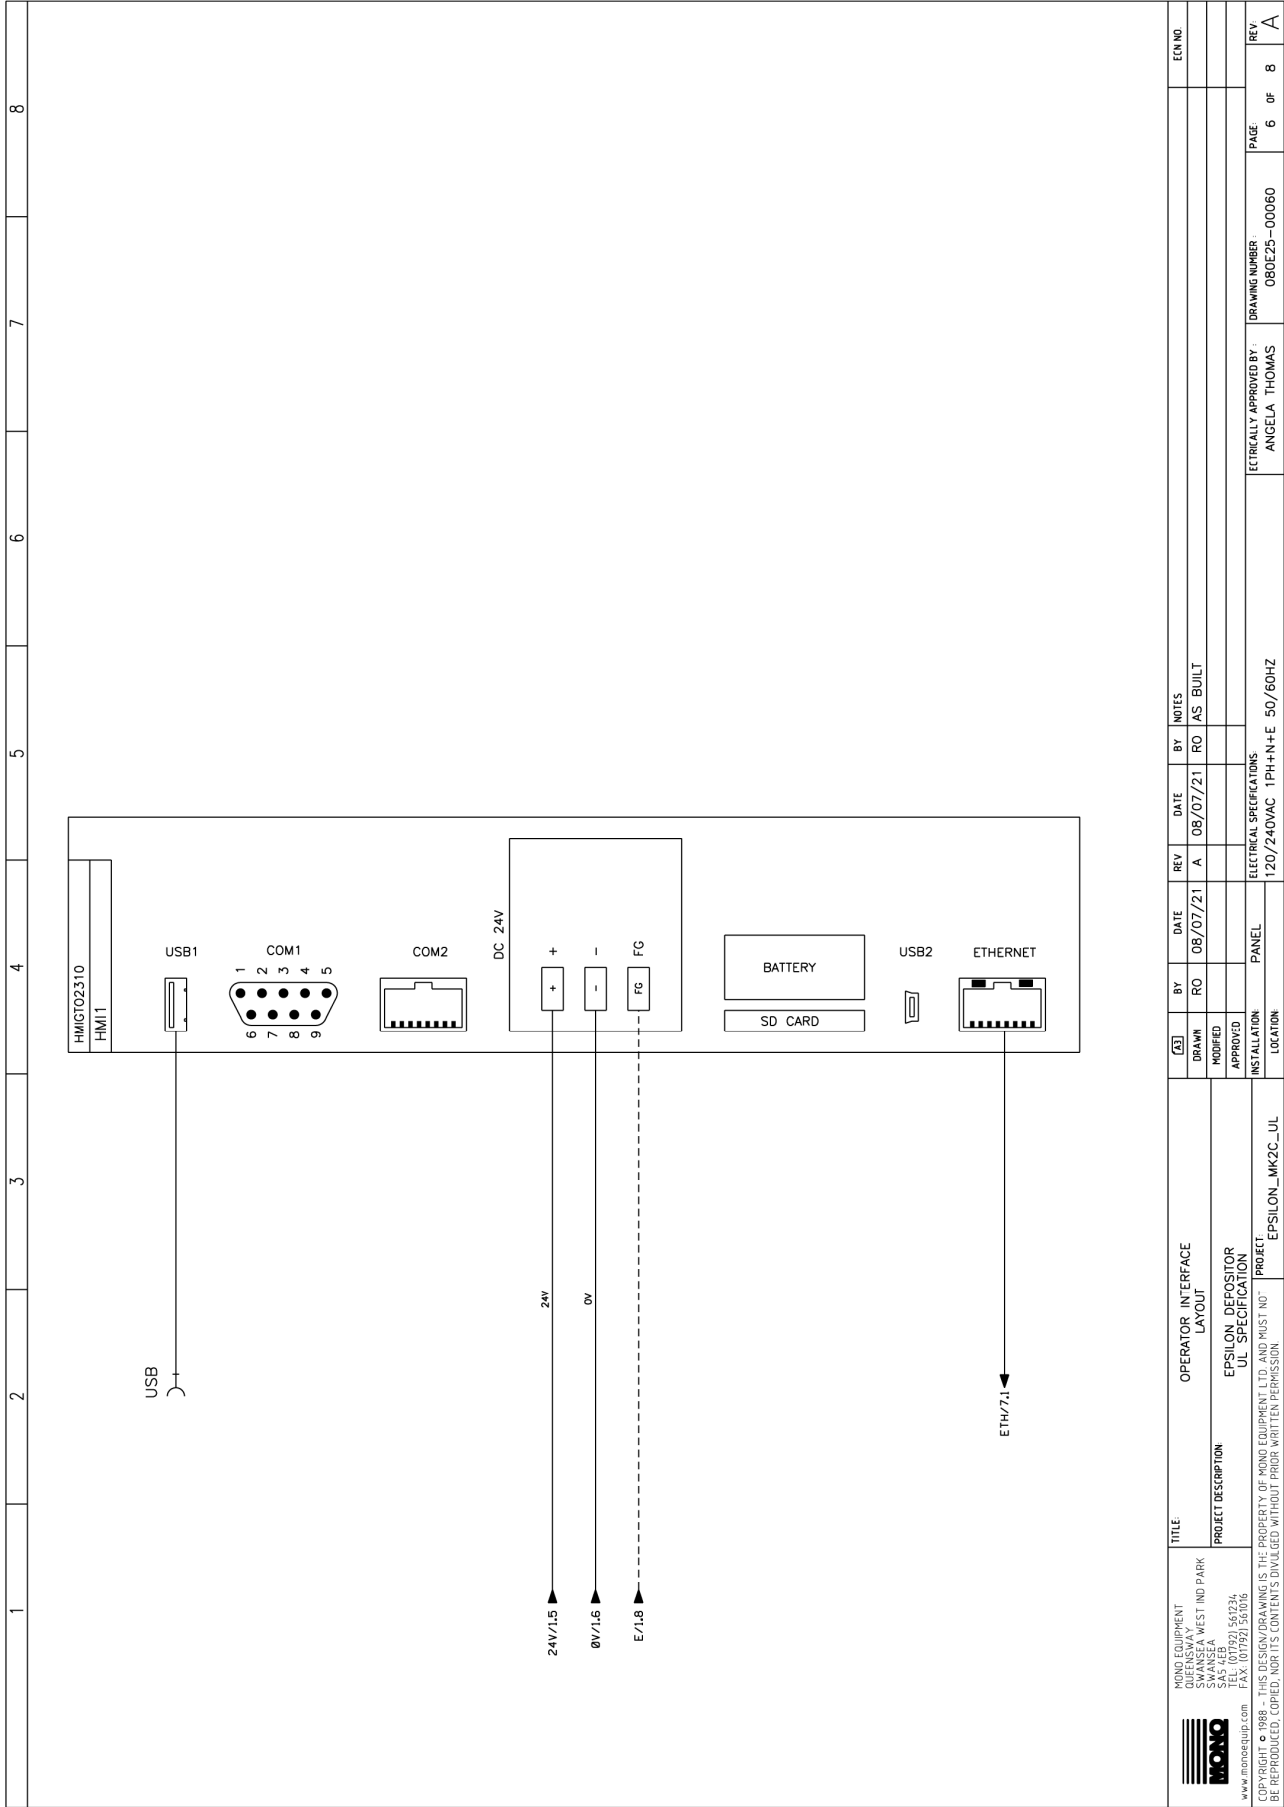 1 2 3 4 5 6 7 8
HMIGTO2310
HMI1
USB
USB1
COM1
1 2 3 4 5
6 7 8 9
COM2
DC 24V
24V/1.5
24V
+ +
0V/1.6
0V
- -
E/1.8
FG FG
BATTERY
SD CARD
USB2
ETHERNET
ETH/7.1
MONO
www.monoequip.com
MONO EQUIPMENT
QUEENSWAY
SWANSEA WEST IND PARK
SWANSEA
SA5 4EB
TEL: (01792) 561234
FAX: (01792) 561016
TITLE:
OPERATOR INTERFACE
LAYOUT
PROJECT DESCRIPTION:
EPSILON DEPOSITOR
UL SPECIFICATION
COPYRIGHT © 1988 - THIS DESIGN/DRAWING IS THE PROPERTY OF MONO EQUIPMENT LTD. AND MUST NOT
BE REPRODUCED, COPIED, NOR ITS CONTENTS DIVULGED WITHOUT PRIOR WRITTEN PERMISSION.
PROJECT:
EPSILON_MK2C_UL
A3 BY DATE REV DATE BY NOTES ECN NO.
DRAWN RO 08/07/21 A 08/07/21 RO AS BUILT
MODIFIED
APPROVED
INSTALLATION: PANEL
LOCATION:
ELECTRICAL SPECIFICATIONS:
120/240VAC 1PH+N+E 50/60HZ
ECTRICALLY APPROVED BY:
ANGELA THOMAS
DRAWING NUMBER:
080E25-00060
PAGE:
6 OF 8
REV:
A